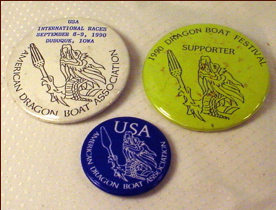 USA
INTERNATIONAL RACES
SEPTEMBER 8-9, 1990
DUBUQUE, IOWA
AMERICAN DRAGON BOAT ASSOCIATION
1990 DRAGON BOAT FESTIVAL
SUPPORTER
USA
AMERICAN DRAGON BOAT ASSOCIATION